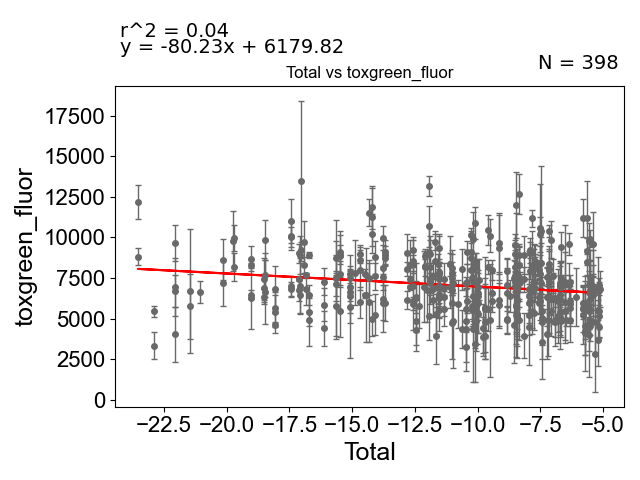 r^2 = 0.04
y = -80.23x + 6179.82
N = 398
Total vs toxgreen_fluor
17500
15000
12500
10000
7500
5000
2500
0
toxgreen_fluor
−22.5 −20.0 −17.5 −15.0 −12.5 −10.0 −7.5 −5.0
Total